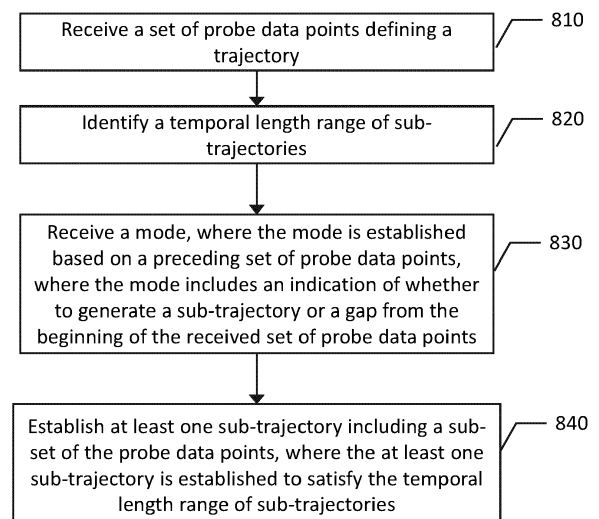 Receive a set of probe data points defining a
trajectory
810
Identify a temporal length range of sub-
trajectories
820
Receive a mode, where the mode is established
based on a preceding set of probe data points,
where the mode includes an indication of whether
to generate a sub-trajectory or a gap from the
beginning of the received set of probe data points
830
Establish at least one sub-trajectory including a sub-
set of the probe data points, where the at least one
sub-trajectory is established to satisfy the temporal
length range of sub-trajectories
840